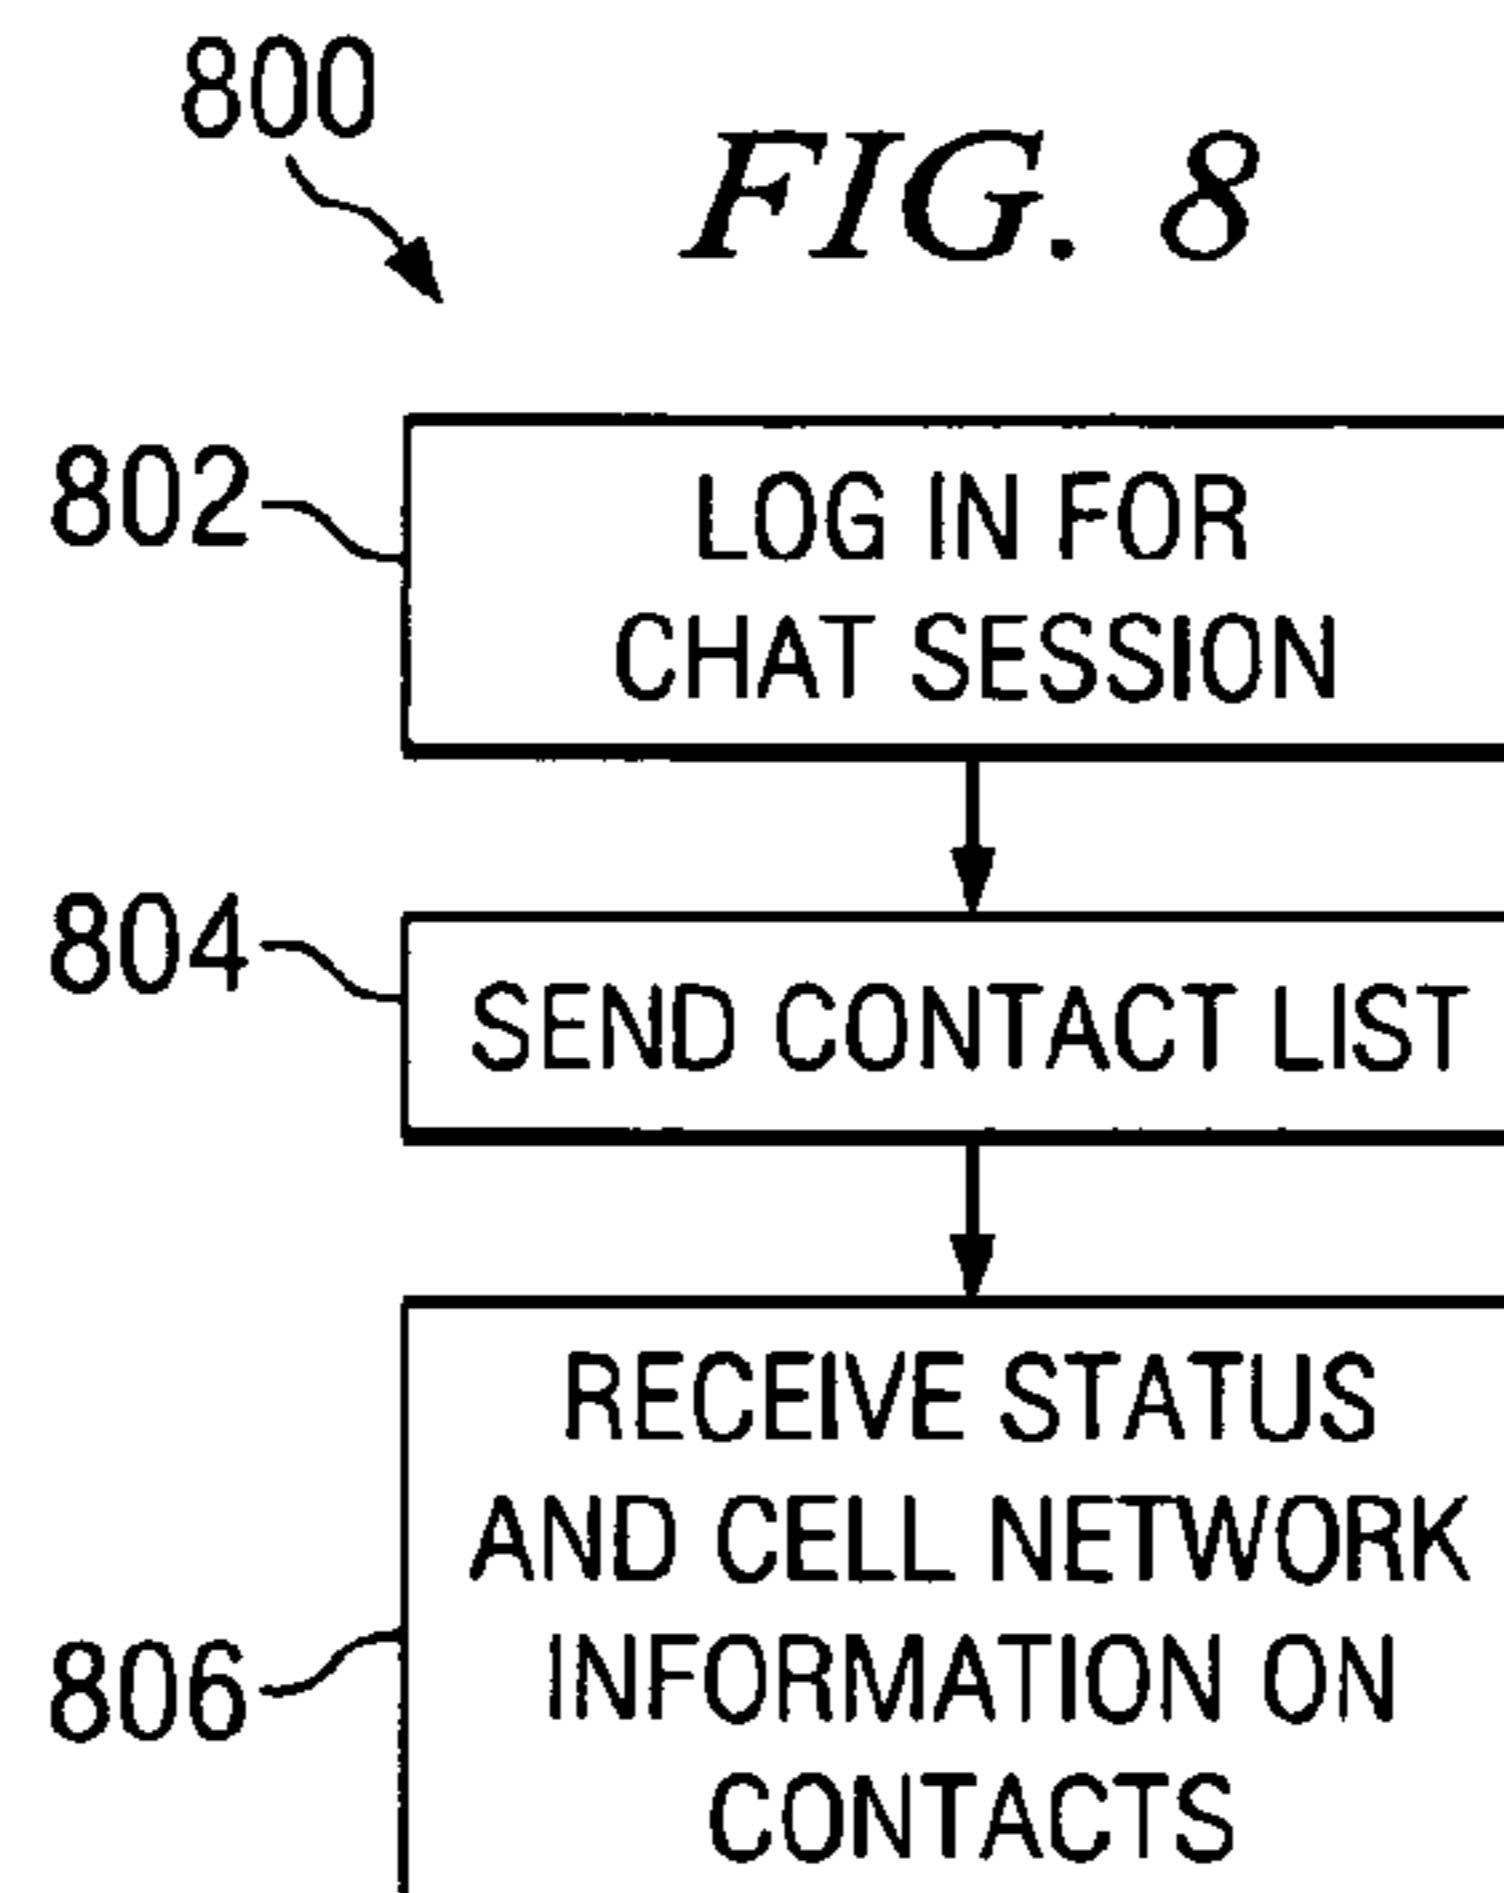 800
FIG. 8
802
LOG IN FOR
CHAT SESSION
804
SEND CONTACT LIST
RECEIVE STATUS
AND CELL NETWORK
806
INFORMATION ON
CONTACTS